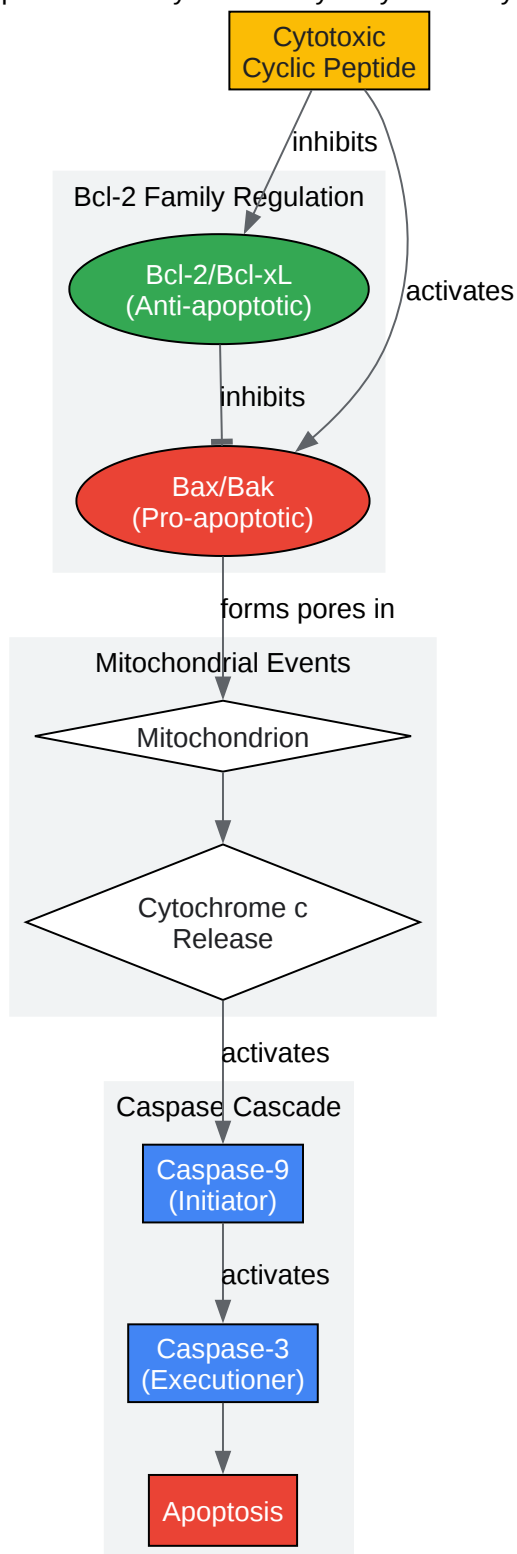 Cytotoxic
Cyclic Peptide
inhibits
Bcl-2 Family Regulation
Bcl-2/Bcl-xL
(Anti-apoptotic)
activates
inhibits
Bax/Bak
(Pro-apoptotic)
forms pores in
Mitochondrial Events
Mitochondrion
Cytochrome c
Release
activates
Caspase Cascade
Caspase-9
(Initiator)
activates
Caspase-3
(Executioner)
Apoptosis